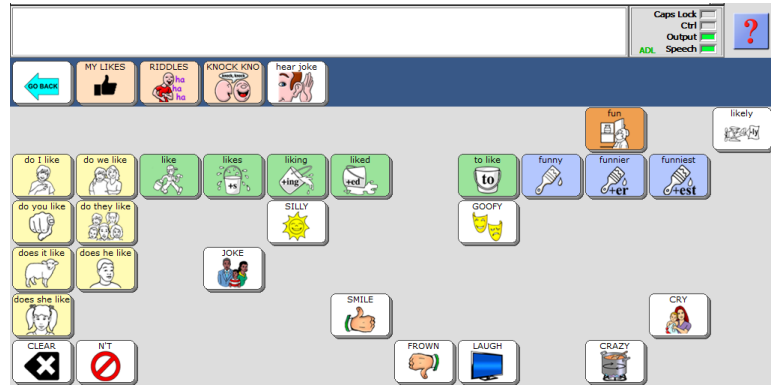 Caps Lock
Ctrl
Output
ADL Speech
?
GO BACK
MY LIKES
RIDDLES
ha
ha
ha
KNOCK KNO
knock, knock
hear joke
fun
likely
+ly
do I like
do we like
like
likes
+s
liking
+ing
liked
+ed
to like
to
funny
funnier
+er
funniest
+est
do you like
do they like
SILLY
GOOFY
does it like
does he like
JOKE
does she like
SMILE
CRY
CLEAR
N'T
FROWN
LAUGH
CRAZY